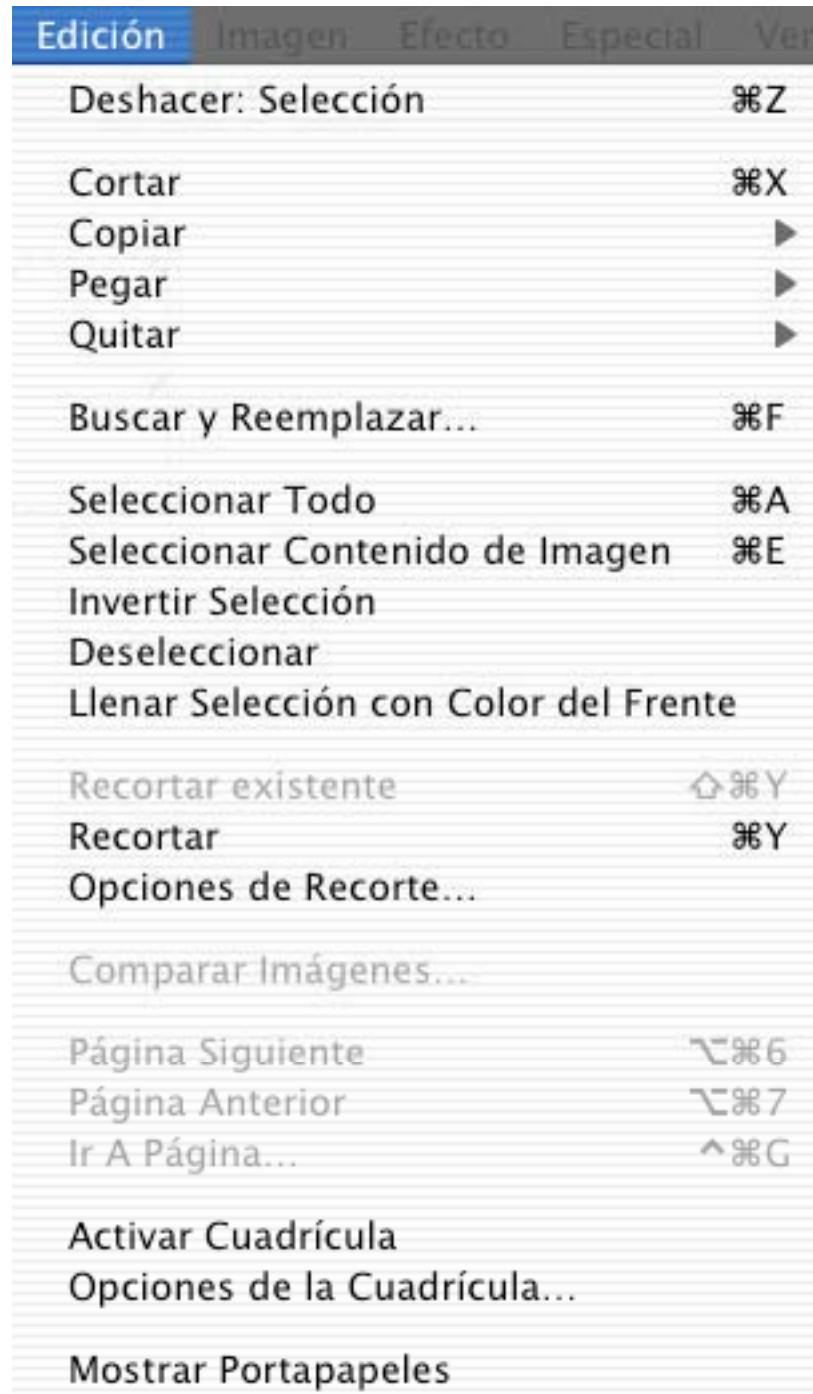 Edición Imagen Efecto Especial Ver
Deshacer: Selección ⌘Z
Cortar ⌘X
Copiar ▶
Pegar ▶
Quitar ▶
Buscar y Reemplazar... ⌘F
Seleccionar Todo ⌘A
Seleccionar Contenido de Imagen ⌘E
Invertir Selección
Deseleccionar
Llenar Selección con Color del Frente
Recortar existente ⇧⌘Y
Recortar ⌘Y
Opciones de Recorte...
Comparar Imágenes...
Página Siguiente ⌥⌘6
Página Anterior ⌥⌘7
Ir A Página... ^⌘G
Activar Cuadrícula
Opciones de la Cuadrícula...
Mostrar Portapapeles